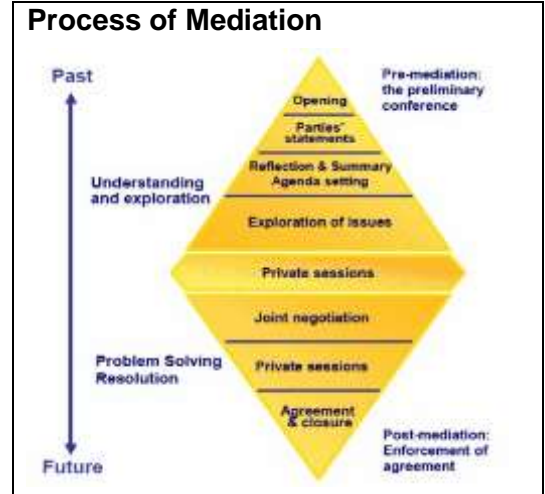 Process of Mediation
Past
Pre-mediation:
the preliminary
conference
Opening
Parties'
statements
Reflection & Summary
Agenda setting
Understanding
and exploration
Exploration of issues
Private sessions
Joint negotiation
Problem Solving
Resolution
Private sessions
Agreement
& closure
Post-mediation:
Enforcement of
agreement
Future